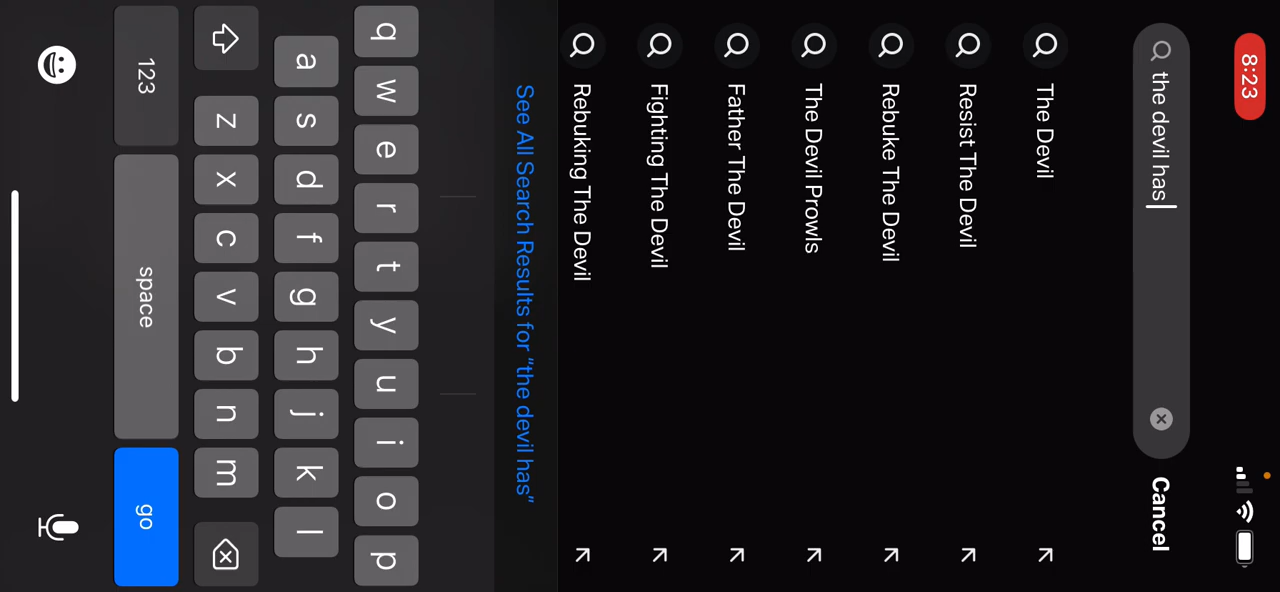 8:23
the devil has
Cancel
The Devil
Resist The Devil
Rebuke The Devil
The Devil Prowls
Father The Devil
Fighting The Devil
Rebuking The Devil
See All Search Results for "the devil has"
q w e r t y u i o p
a s d f g h j k l
z x c v b n m
123 space go